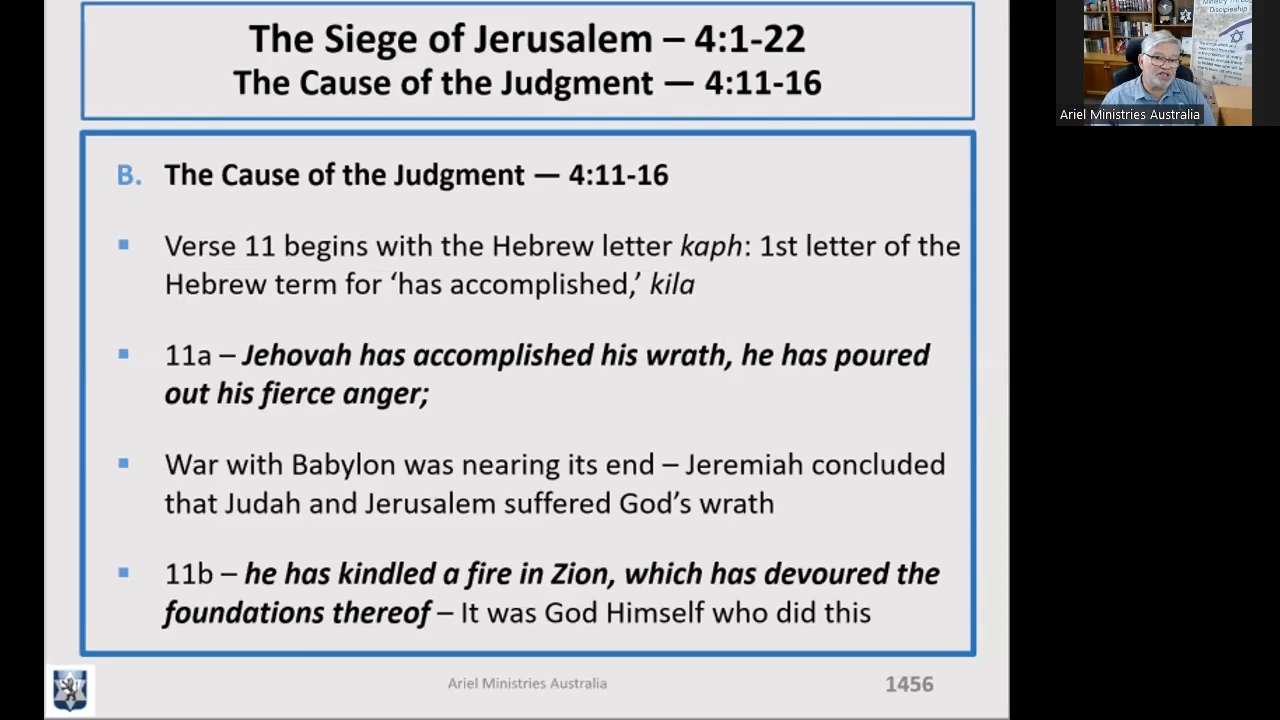 The Siege of Jerusalem – 4:1-22
The Cause of the Judgment — 4:11-16
B. The Cause of the Judgment — 4:11-16
▪ Verse 11 begins with the Hebrew letter kaph: 1st letter of the
Hebrew term for ‘has accomplished,’ kila
▪ 11a – Jehovah has accomplished his wrath, he has poured
out his fierce anger;
▪ War with Babylon was nearing its end – Jeremiah concluded
that Judah and Jerusalem suffered God’s wrath
▪ 11b – he has kindled a fire in Zion, which has devoured the
foundations thereof – It was God Himself who did this
Ariel Ministries Australia
1456
Ministry Through
Discipleship
Ariel Ministries Australia